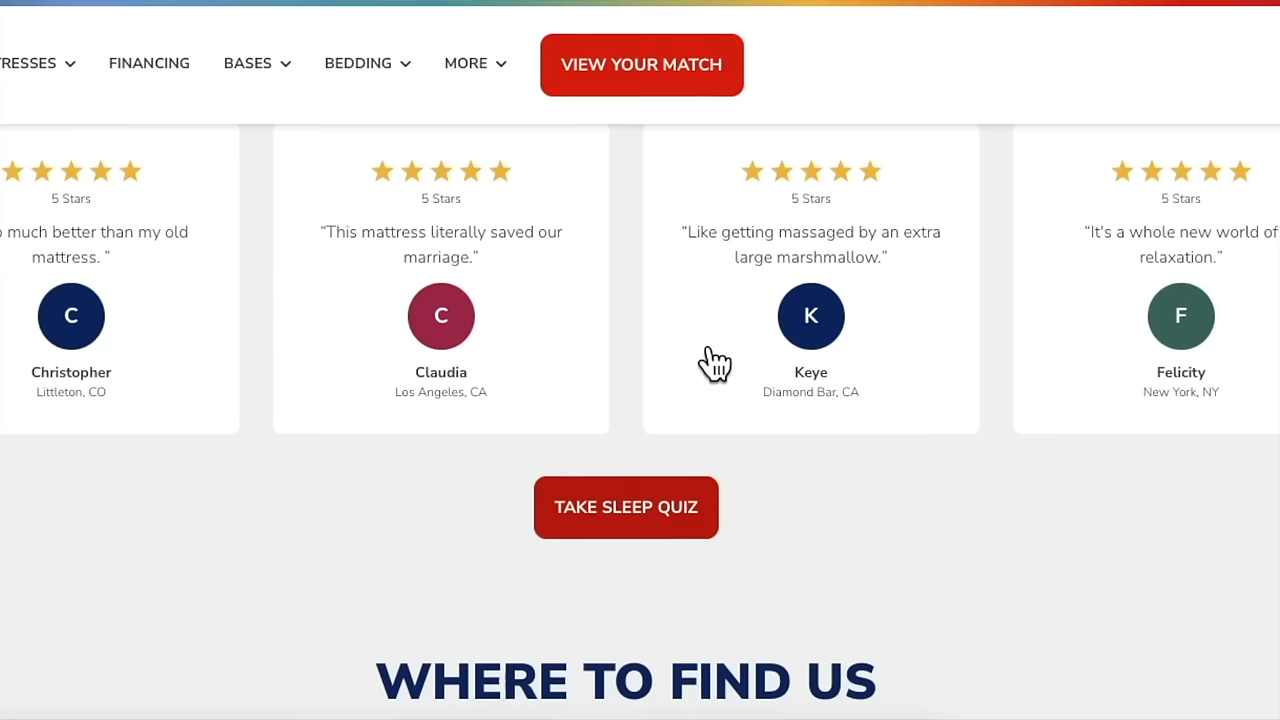 TRESSES FINANCING BASES BEDDING MORE VIEW YOUR MATCH
5 Stars
much better than my old
mattress. ”
C
Christopher
Littleton, CO
5 Stars
“This mattress literally saved our
marriage.”
C
Claudia
Los Angeles, CA
5 Stars
“Like getting massaged by an extra
large marshmallow.”
K
Keye
Diamond Bar, CA
5 Stars
“It's a whole new world of
relaxation.”
F
Felicity
New York, NY
TAKE SLEEP QUIZ
WHERE TO FIND US